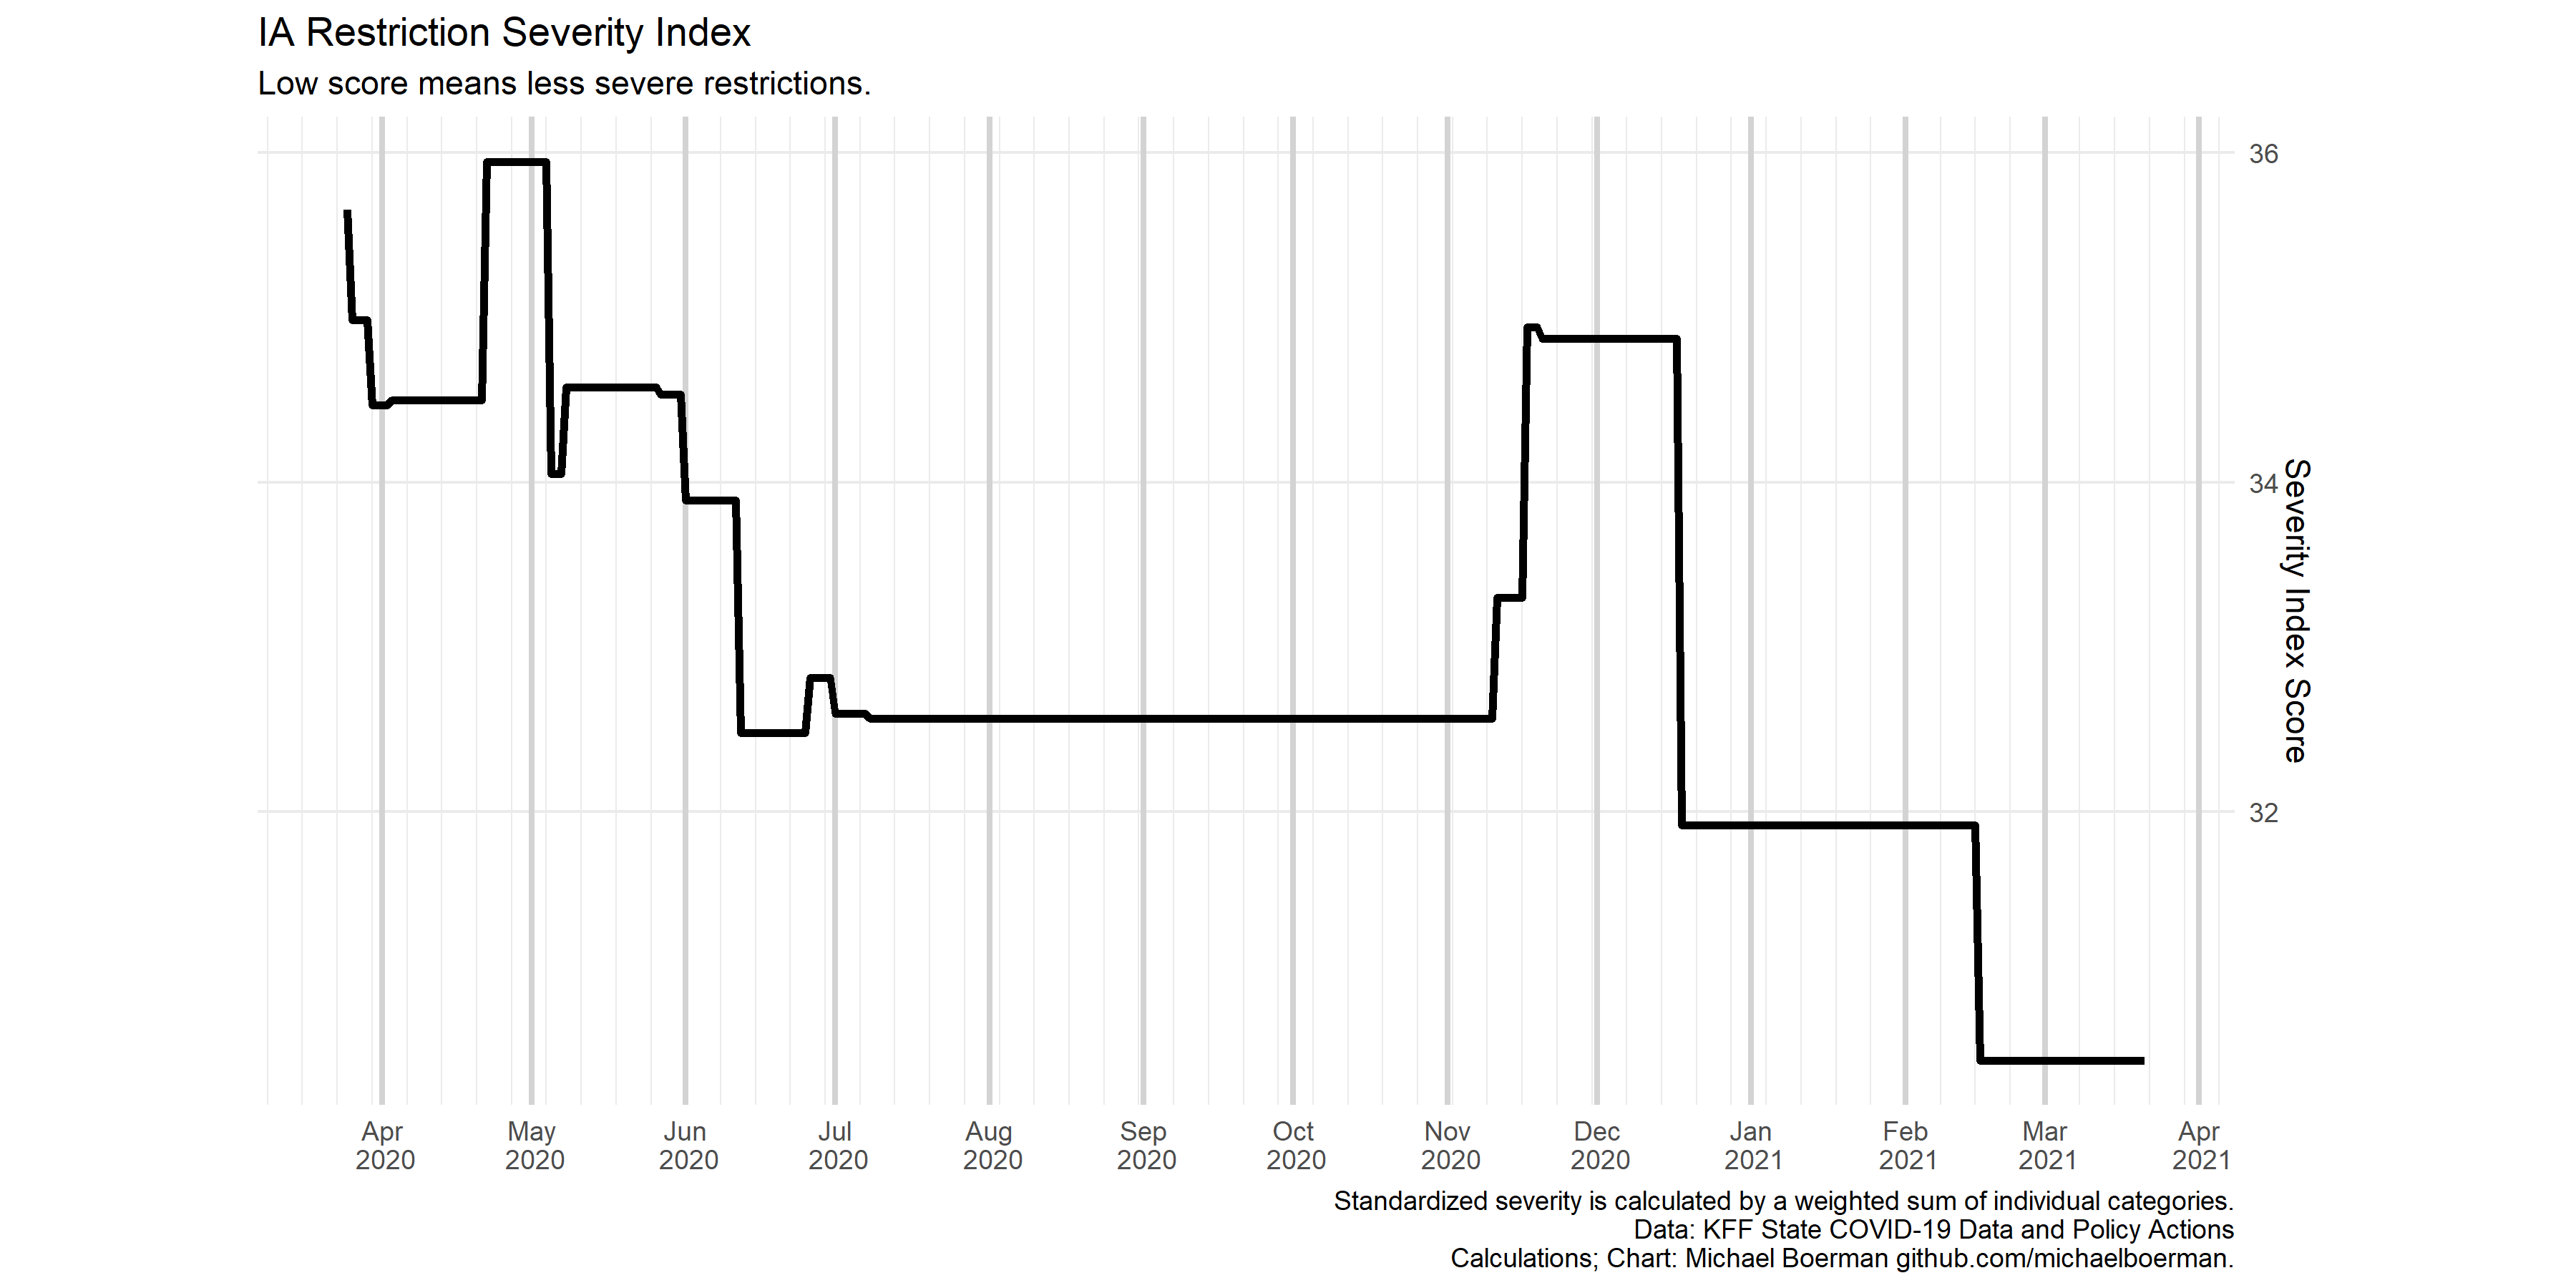 IA Restriction Severity Index
Low score means less severe restrictions.
36
34
32
Severity Index Score
Apr
2020
May
2020
Jun
2020
Jul
2020
Aug
2020
Sep
2020
Oct
2020
Nov
2020
Dec
2020
Jan
2021
Feb
2021
Mar
2021
Apr
2021
Standardized severity is calculated by a weighted sum of individual categories.
Data: KFF State COVID-19 Data and Policy Actions
Calculations; Chart: Michael Boerman github.com/michaelboerman.